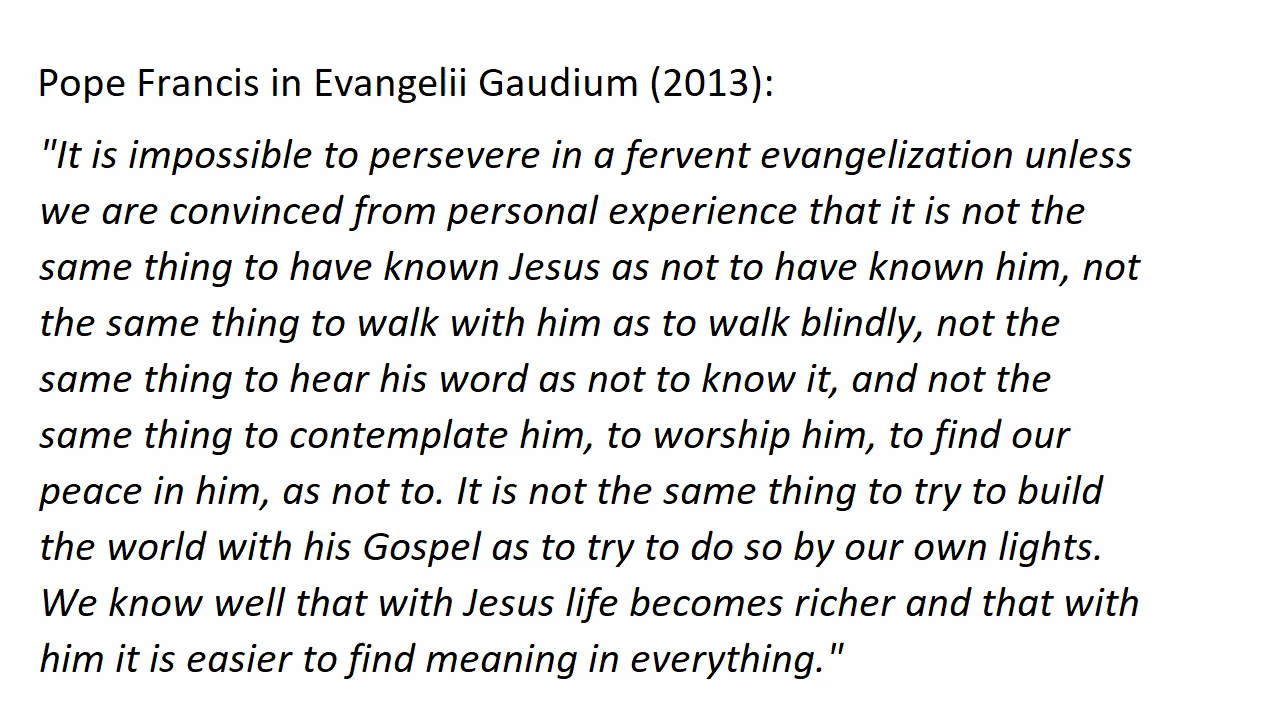 Pope Francis in Evangelii Gaudium (2013):
"It is impossible to persevere in a fervent evangelization unless
we are convinced from personal experience that it is not the
same thing to have known Jesus as not to have known him, not
the same thing to walk with him as to walk blindly, not the
same thing to hear his word as not to know it, and not the
same thing to contemplate him, to worship him, to find our
peace in him, as not to. It is not the same thing to try to build
the world with his Gospel as to try to do so by our own lights.
We know well that with Jesus life becomes richer and that with
him it is easier to find meaning in everything."